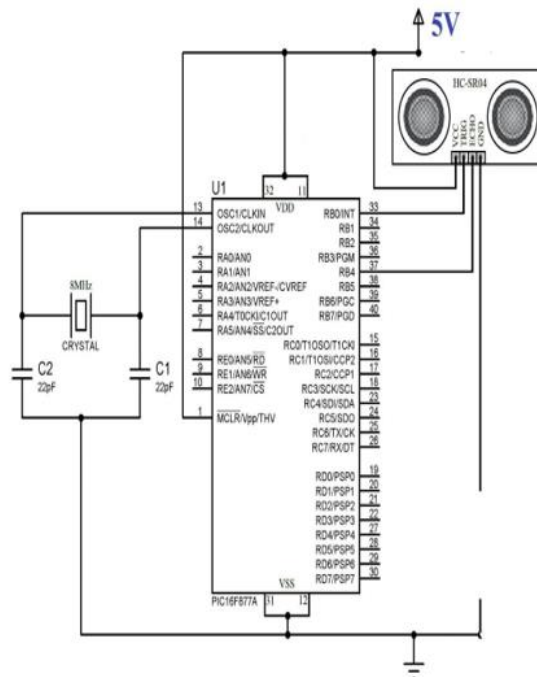 5V
HC-SR04
VCC
TRIG
ECHO
GND
U1
32 11
VDD
13 OSC1/CLKIN
14 OSC2/CLKOUT
2 RA0/AN0
3 RA1/AN1
4 RA2/AN2/VREF-/CVREF
5 RA3/AN3/VREF+
6 RA4/T0CKI/C1OUT
7 RA5/AN4/SS/C2OUT
8 RE0/AN5/RD
9 RE1/AN6/WR
10 RE2/AN7/CS
1 MCLR/Vpp/THV
RB0/INT 33
RB1 34
RB2 35
RB3/PGM 36
RB4 37
RB5 38
RB6/PGC 39
RB7/PGD 40
RC0/T1OSO/T1CKI 15
RC1/T1OSI/CCP2 16
RC2/CCP1 17
RC3/SCK/SCL 18
RC4/SDI/SDA 23
RC5/SDO 24
RC6/TX/CK 25
RC7/RX/DT 26
RD0/PSP0 19
RD1/PSP1 20
RD2/PSP2 21
RD3/PSP3 22
RD4/PSP4 27
RD5/PSP5 28
RD6/PSP6 29
RD7/PSP7 30
VSS
PIC16F877A 31 12
8MHz
CRYSTAL
C2
22pF
C1
22pF